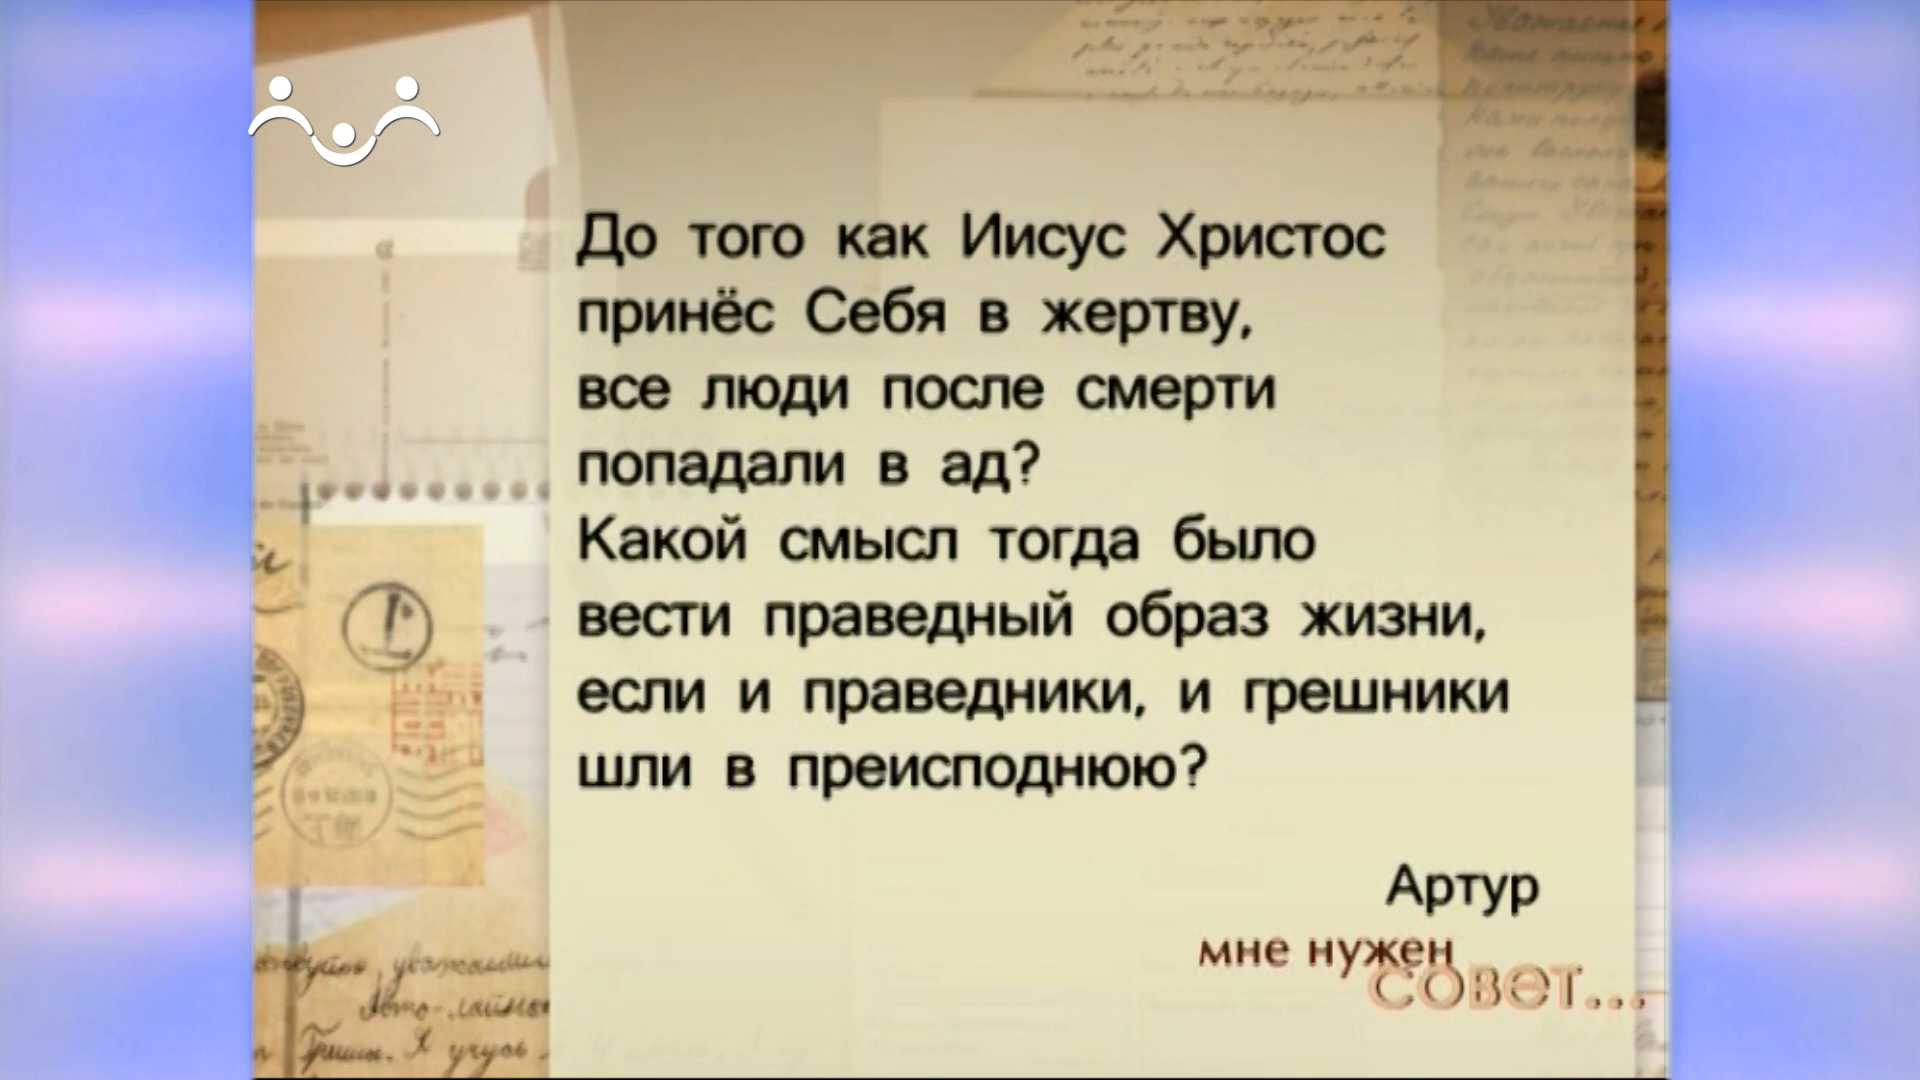 До того как Иисус Христос
принёс Себя в жертву,
все люди после смерти
попадали в ад?
Какой смысл тогда было
вести праведный образ жизни,
если и праведники, и грешники
шли в преисподнюю?
Артур
мне нужен
совет...